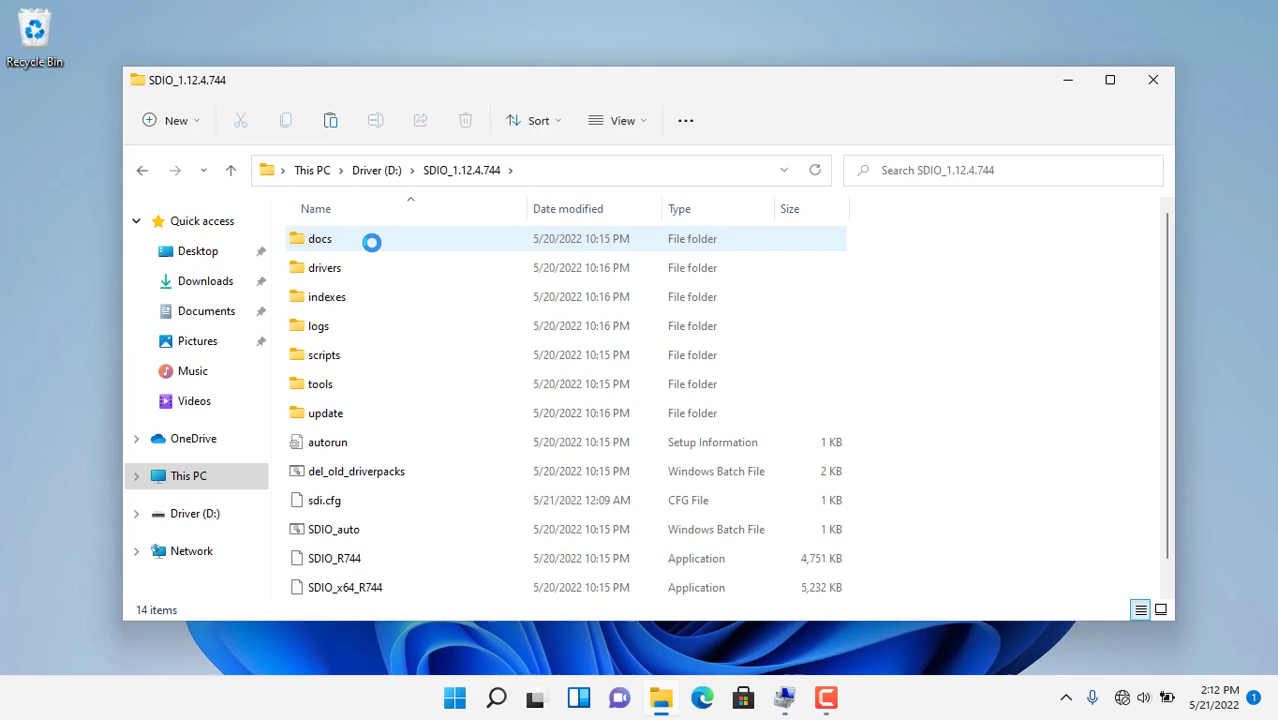 Recycle Bin
SDIO_1.12.4.744
New Sort View
This PC Driver (D:) SDIO_1.12.4.744 Search SDIO_1.12.4.744
Name Date modified Type Size
Quick access
Desktop
Downloads
Documents
Pictures
Music
Videos
OneDrive
This PC
Driver (D:)
Network
docs 5/20/2022 10:15 PM File folder
drivers 5/20/2022 10:16 PM File folder
indexes 5/20/2022 10:16 PM File folder
logs 5/20/2022 10:16 PM File folder
scripts 5/20/2022 10:15 PM File folder
tools 5/20/2022 10:15 PM File folder
update 5/20/2022 10:16 PM File folder
autorun 5/20/2022 10:15 PM Setup Information 1 KB
del_old_driverpacks 5/20/2022 10:15 PM Windows Batch File 2 KB
sdi.cfg 5/21/2022 12:09 AM CFG File 1 KB
SDIO_auto 5/20/2022 10:15 PM Windows Batch File 1 KB
SDIO_R744 5/20/2022 10:15 PM Application 4,751 KB
SDIO_x64_R744 5/20/2022 10:15 PM Application 5,232 KB
14 items
2:12 PM
5/21/2022 1